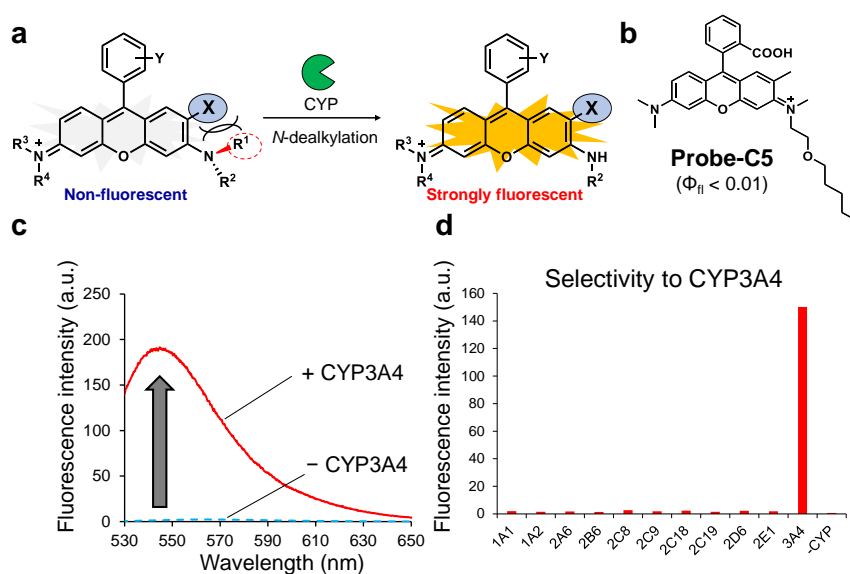 a
Y
X
R³
+
N
R⁴
O
N
R¹
R²
Non-fluorescent
CYP
N-dealkylation
Y
X
R³
+
N
R⁴
O
NH
R²
Strongly fluorescent
b
COOH
N
O
N
+
O
Probe-C5
(Φfl < 0.01)
c
Fluorescence intensity (a.u.)
250
200
150
100
50
0
530 550 570 590 610 630 650
Wavelength (nm)
+ CYP3A4
− CYP3A4
d
Selectivity to CYP3A4
Fluorescence intensity (a.u.)
160
140
120
100
80
60
40
20
0
1A1 1A2 2A6 2B6 2C8 2C9 2C18 2C19 2D6 2E1 3A4 -CYP